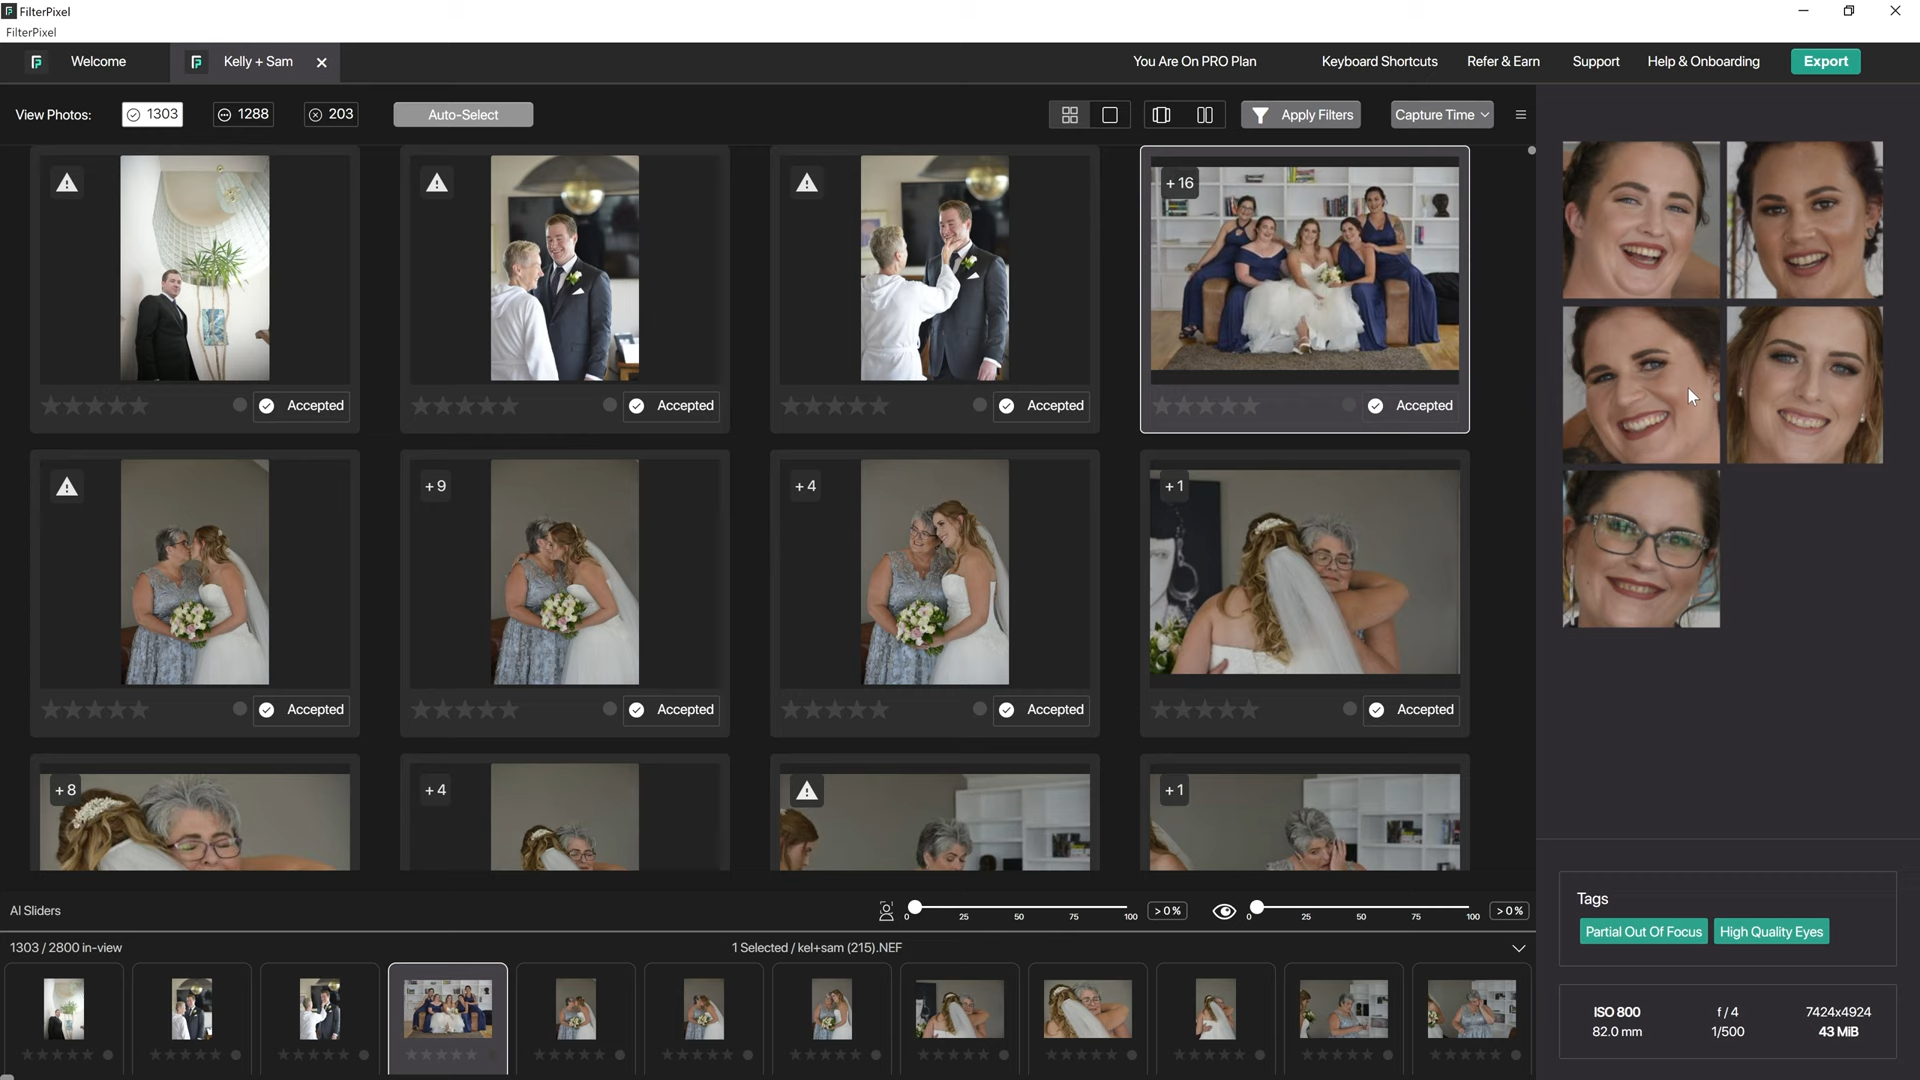 FilterPixel
FilterPixel
Welcome
Kelly + Sam
You Are On PRO Plan
Keyboard Shortcuts
Refer & Earn
Support
Help & Onboarding
Export
View Photos:
1303
1288
203
Auto-Select
Apply Filters
Capture Time
+ 16
Accepted
Accepted
Accepted
Accepted
+ 9
+ 4
+ 1
Accepted
Accepted
Accepted
Accepted
+ 8
+ 4
+ 1
AI Sliders
0 25 50 75 100
> 0 %
0 25 50 75 100
> 0 %
1303 / 2800 in-view
1 Selected / kel+sam (215).NEF
Tags
Partial Out Of Focus
High Quality Eyes
ISO 800
f / 4
7424x4924
82.0 mm
1/500
43 MiB